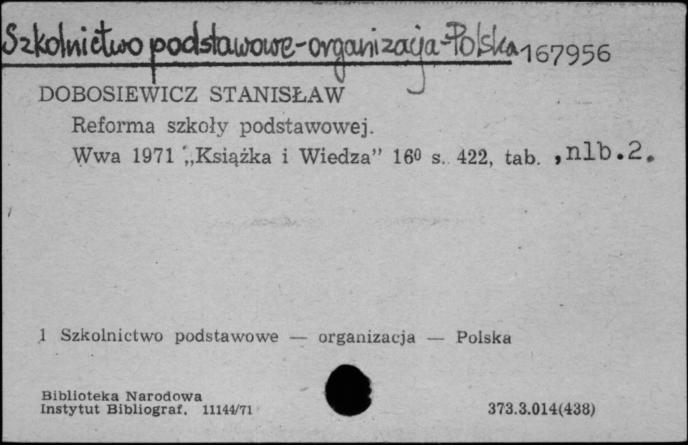 Szkolnictwo podstawowe-organizacja-Polska 167956
DOBOSIEWICZ STANISŁAW
Reforma szkoły podstawowej.
Wwa 1971 „Książka i Wiedza” 16⁰ s. 422, tab. , nlb.2.
1 Szkolnictwo podstawowe — organizacja — Polska
Biblioteka Narodowa
Instytut Bibliograf. 11144/71
373.3.014(438)